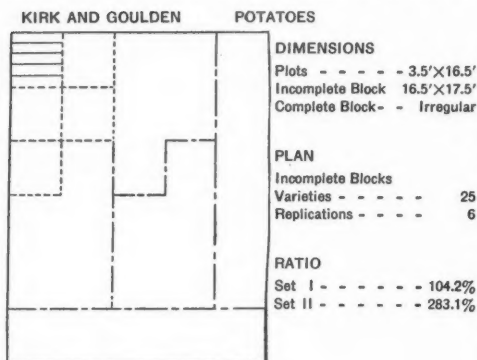 KIRK AND GOULDEN POTATOES
DIMENSIONS
Plots - - - - - 3.5'×16.5'
Incomplete Block 16.5'×17.5'
Complete Block - - Irregular
PLAN
Incomplete Blocks
Varieties - - - - - 25
Replications - - - - 6
RATIO
Set I - - - - - - 104.2%
Set II - - - - - - 283.1%